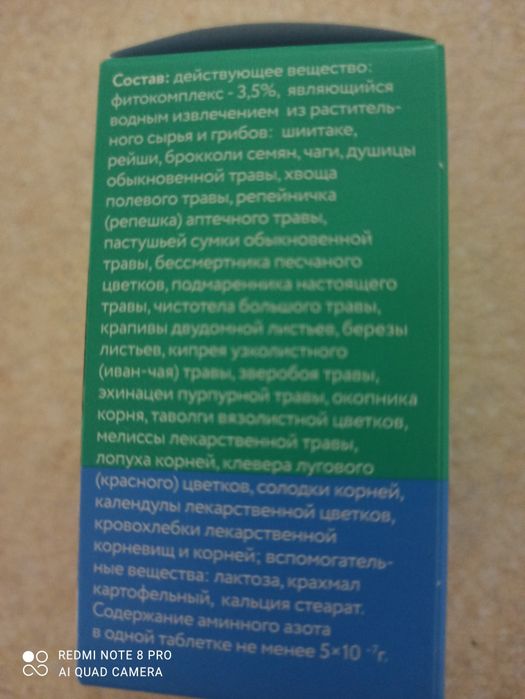 Состав: действующее вещество:
фитокомплекс - 3,5%, являющийся
водным извлечением из раститель-
ного сырья и грибов: шиитаке,
рейши, брокколи семян, чаги, душицы
обыкновенной травы, хвоща
полевого травы, репейничка
(репешка) аптечного травы,
пастушьей сумки обыкновенной
травы, бессмертника песчаного
цветков, подмаренника настоящего
травы, чистотела большого травы,
крапивы двудомной листьев, березы
листьев, кипрея узколистного
(иван-чая) травы, зверобоя травы,
эхинацеи пурпурной травы, окопника
корня, таволги вязолистной цветков,
мелиссы лекарственной травы,
лопуха корней, клевера лугового
(красного) цветков, солодки корней,
календулы лекарственной цветков,
кровохлебки лекарственной
корневищ и корней; вспомогатель-
ные вещества: лактоза, крахмал
картофельный, кальция стеарат.
Содержание аминного азота
в одной таблетке не менее 5×10 ⁻⁷г.
REDMI NOTE 8 PRO
AI QUAD CAMERA